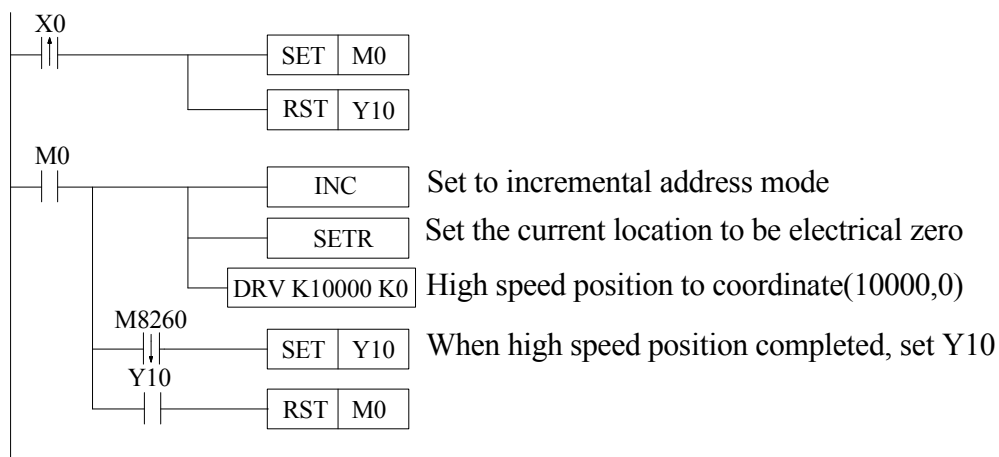 X0
SET M0
RST Y10
M0
INC Set to incremental address mode
SETR Set the current location to be electrical zero
DRV K10000 K0 High speed position to coordinate(10000,0)
M8260
SET Y10 When high speed position completed, set Y10
Y10
RST M0